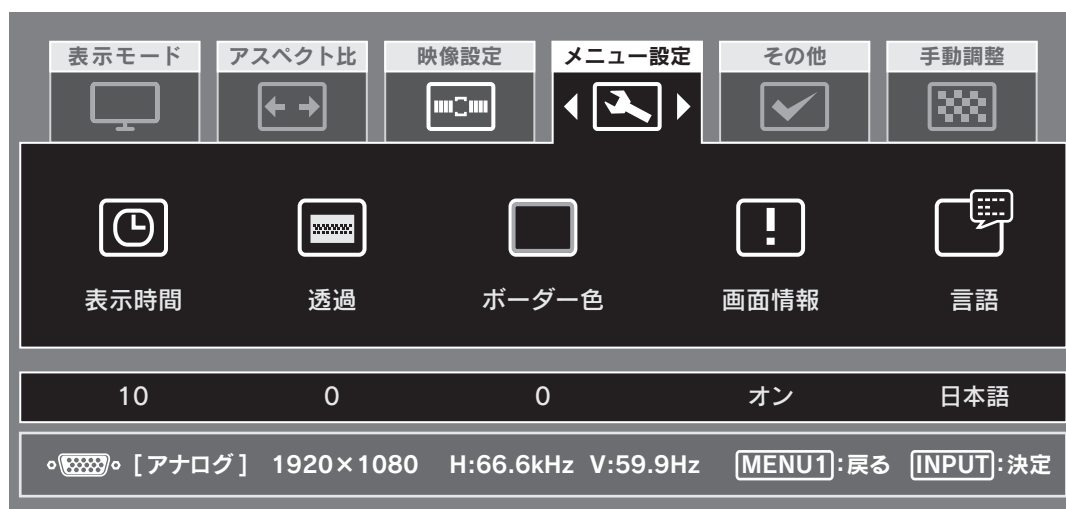 表示モード アスペクト比 映像設定 メニュー設定 その他 手動調整
表示時間 透過 ボーダー色 画面情報 言語
10 0 0 オン 日本語
[アナログ] 1920×1080 H:66.6kHz V:59.9Hz MENU1:戻る INPUT:決定